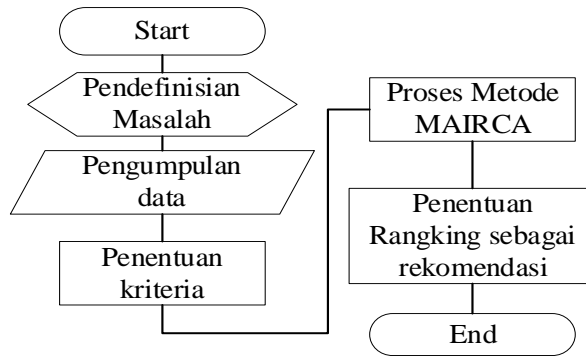 Start
Pendefinisian
Masalah
Pengumpulan
data
Penentuan
kriteria
Proses Metode
MAIRCA
Penentuan
Rangking sebagai
rekomendasi
End